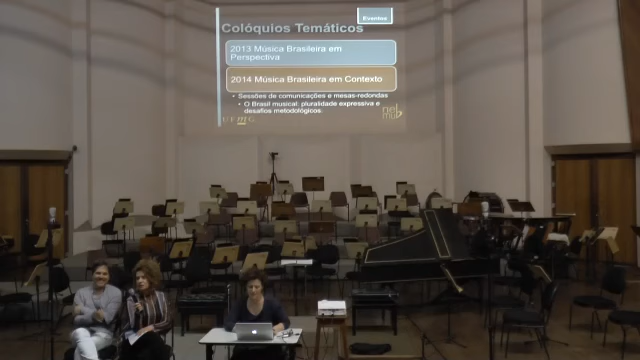 Eventos
Colóquios Temáticos
2013 Música Brasileira em
Perspectiva
2014 Música Brasileira em Contexto
• Sessões de comunicações e mesas-redondas
• O Brasil musical: pluralidade expressiva e
desafios metodológicos
UFMG